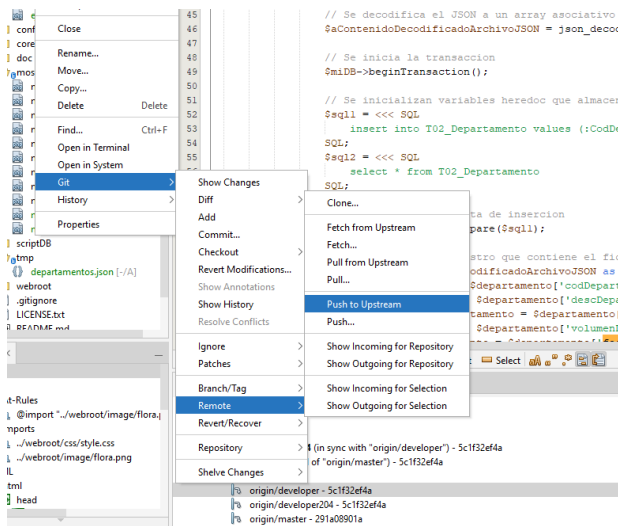 conf
core
doc
mos
scriptDB
tmp
departamentos.json [-/A]
webroot
.gitignore
LICENSE.txt
README.md
Close
Rename...
Move...
Copy...
Delete Delete
Find... Ctrl+F
Open in Terminal
Open in System
Git
History
Properties
Show Changes
Diff
Add
Commit...
Checkout
Revert Modifications...
Show Annotations
Show History
Resolve Conflicts
Ignore
Patches
Branch/Tag
Remote
Revert/Recover
Repository
Shelve Changes
Clone...
Fetch from Upstream
Fetch...
Pull from Upstream
Pull...
Push to Upstream
Push...
Show Incoming for Repository
Show Outgoing for Repository
Show Incoming for Selection
Show Outgoing for Selection
45 // Se decodifica el JSON a un array asociativo
46 $aContenidoDecodificadoArchivoJSON = json_deco
47
48 // Se inicia la transaccion
49 $miDB->beginTransaction();
50
51 // Se inicializan variables heredoc que almacen
52 $sql1 = <<< SQL
53 insert into T02_Departamento values (:CodDe
54 SQL;
55 $sql2 = <<< SQL
56 select * from T02_Departamento
SQL;
ta de insercion
pare($sql1);
stro que contiene el fic
odificadoArchivoJSON as
$departamento['codDepart
$departamento['descDepa
tamento = $departamento[
$departamento['volumen
Select
t-Rules
@import "../webroot/image/flora.p
mports
../webroot/css/style.css
../webroot/image/flora.png
tml
head
4 (in sync with "origin/developer") - 5c1f32ef4a
of "origin/master") - 5c1f32ef4a
origin/developer - 5c1f32ef4a
origin/developer204 - 5c1f32ef4a
origin/master - 291a08901a